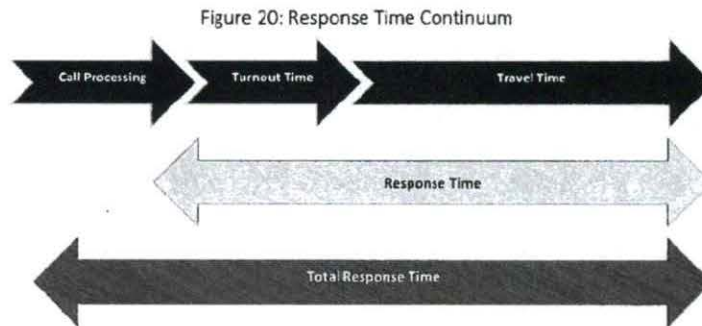 Figure 20: Response Time Continuum
Call Processing
Turnout Time
Travel Time
Response Time
Total Response Time